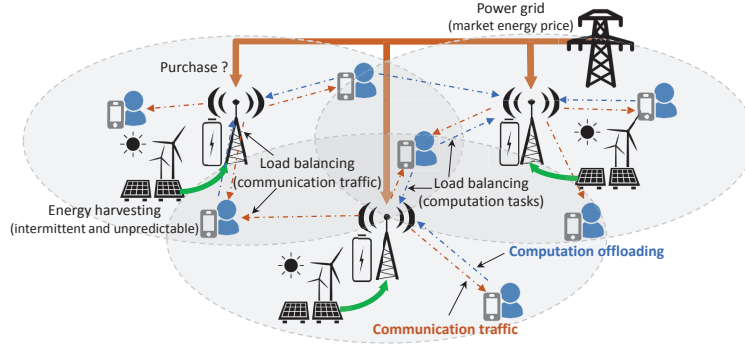 Power grid
(market energy price)
Purchase ?
Load balancing
(communication traffic)
Load balancing
(computation tasks)
Energy harvesting
(intermittent and unpredictable)
Computation offloading
Communication traffic